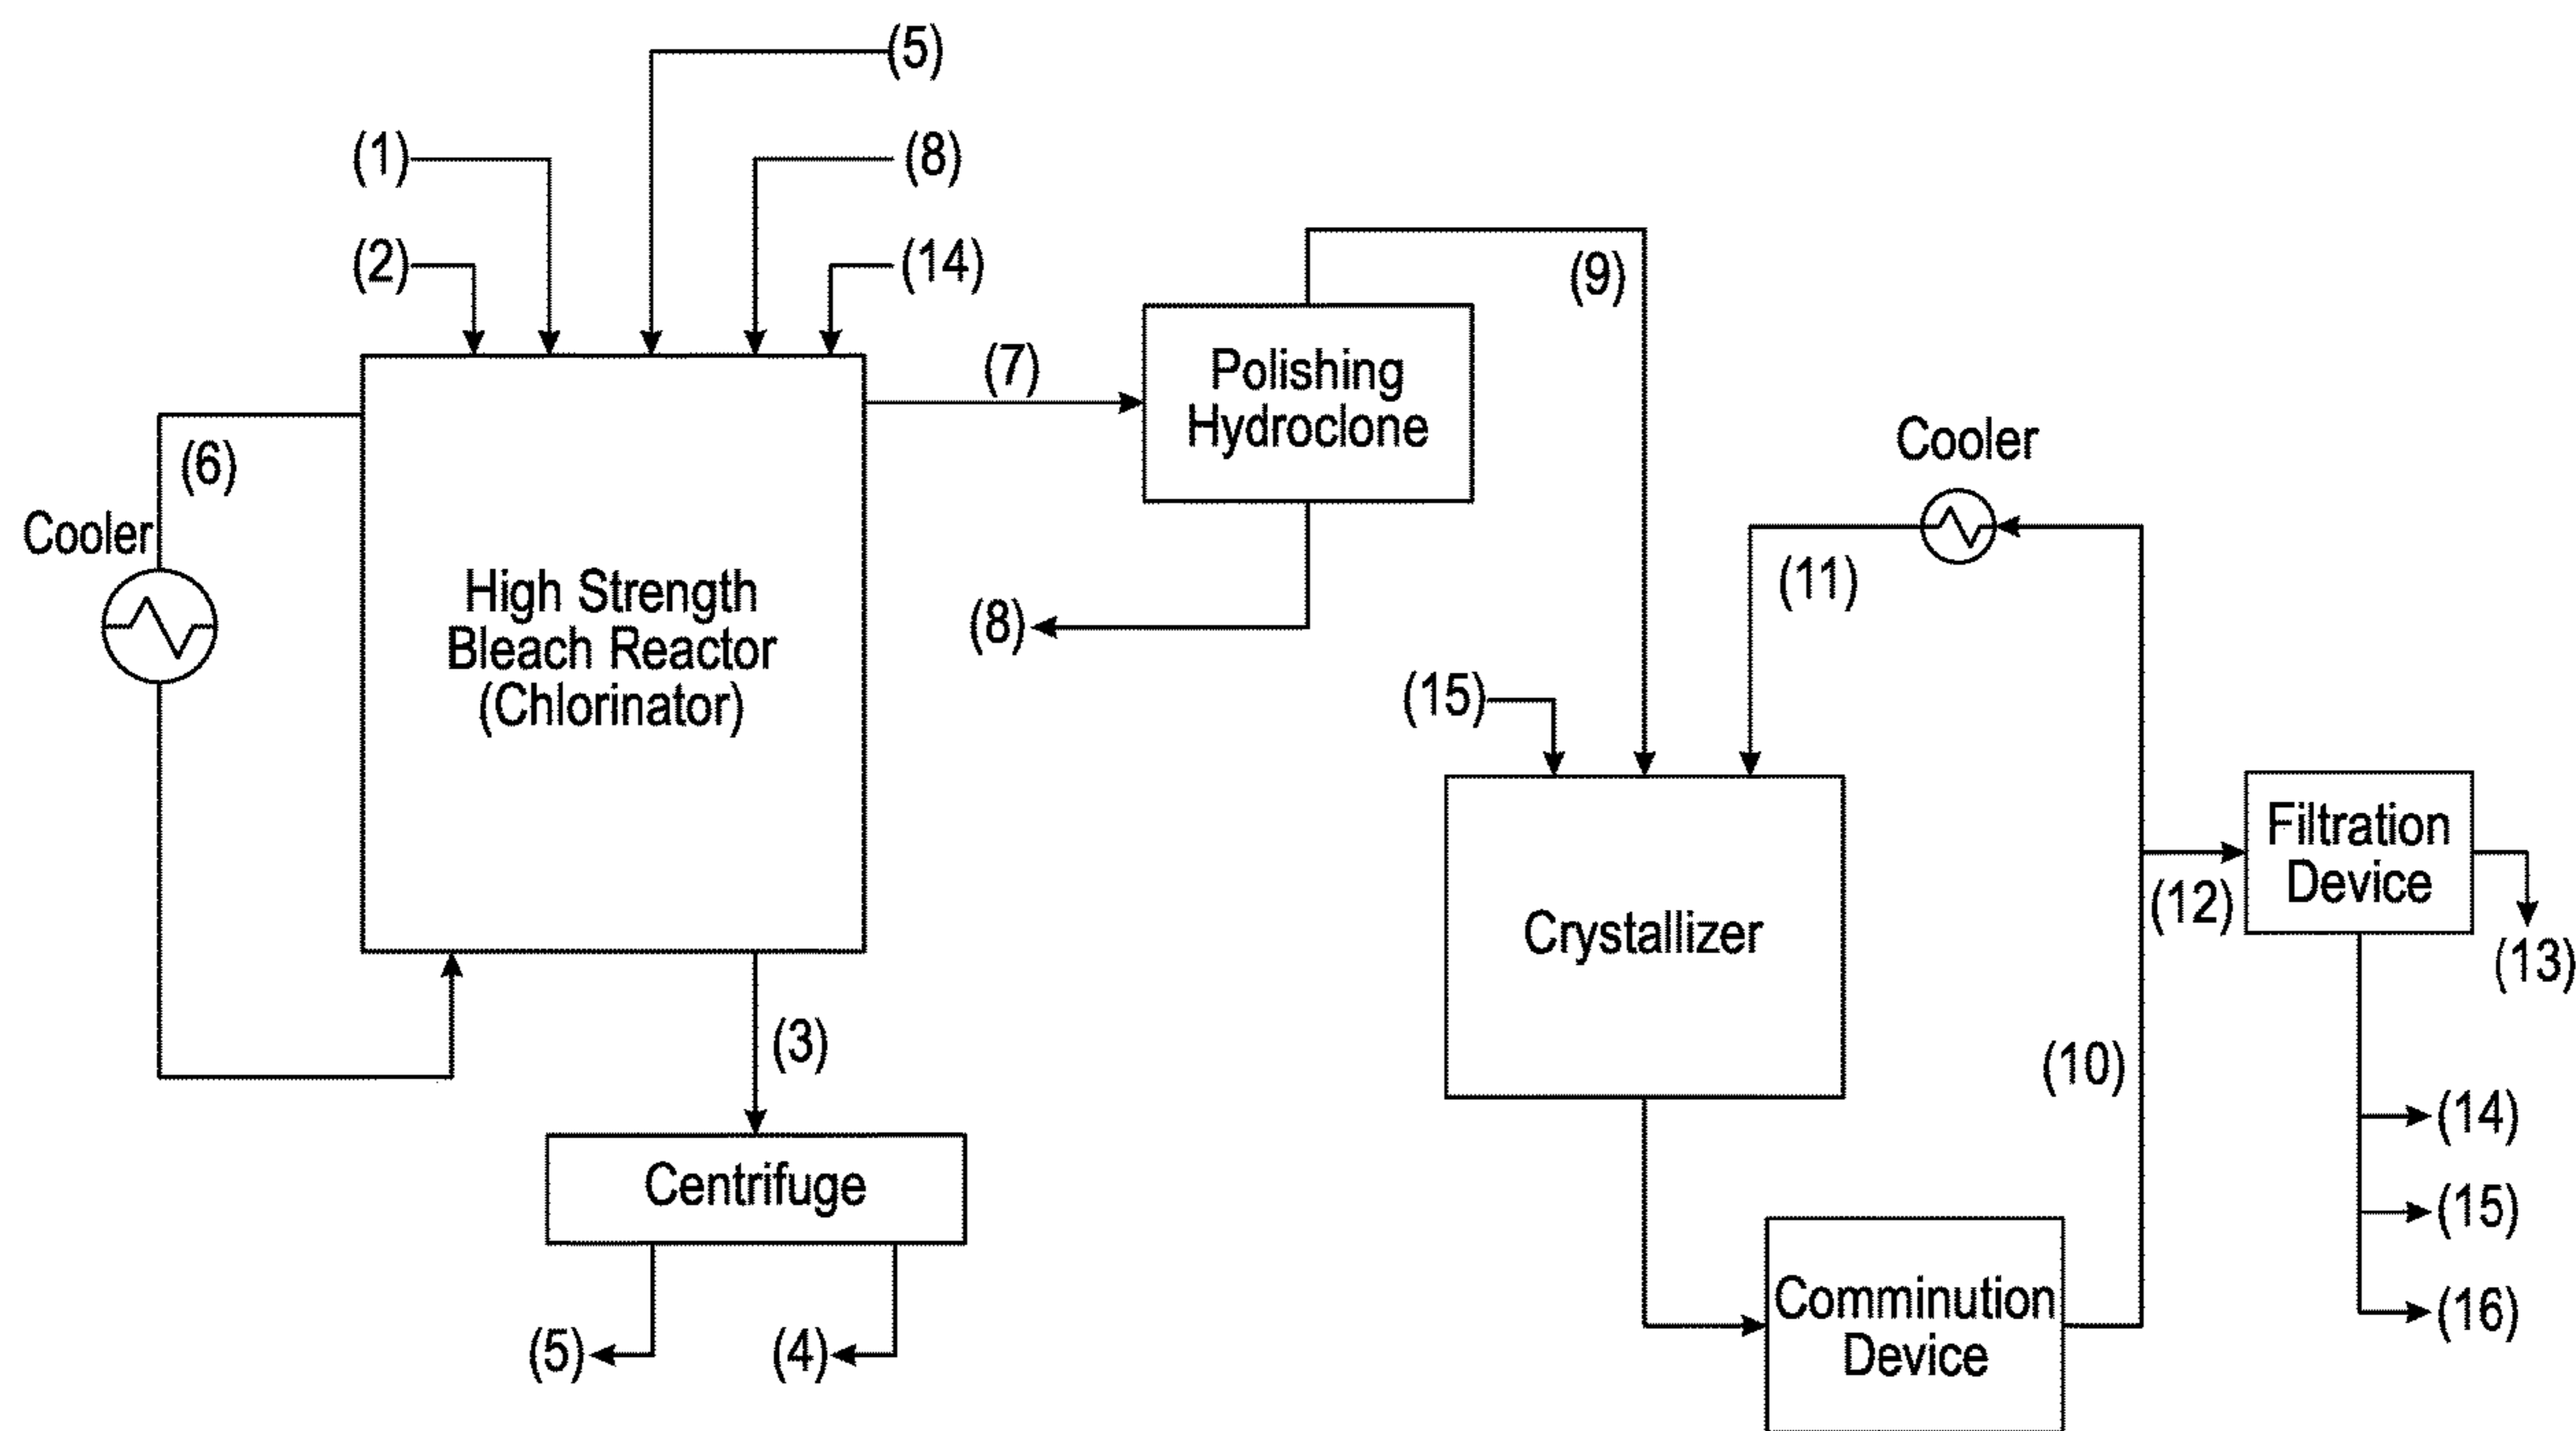 (5)
(1)
(8)
(2)
(14)
(9)
(7)
Polishing
Hydroclone
(6)
Cooler
Cooler
High Strength
Bleach Reactor
(Chlorinator)
(8)
(11)
(15)
Filtration
Device
(12)
Crystallizer
(13)
(3)
(10)
(14)
Centrifuge
(15)
Comminution
Device
(16)
(5)
(4)